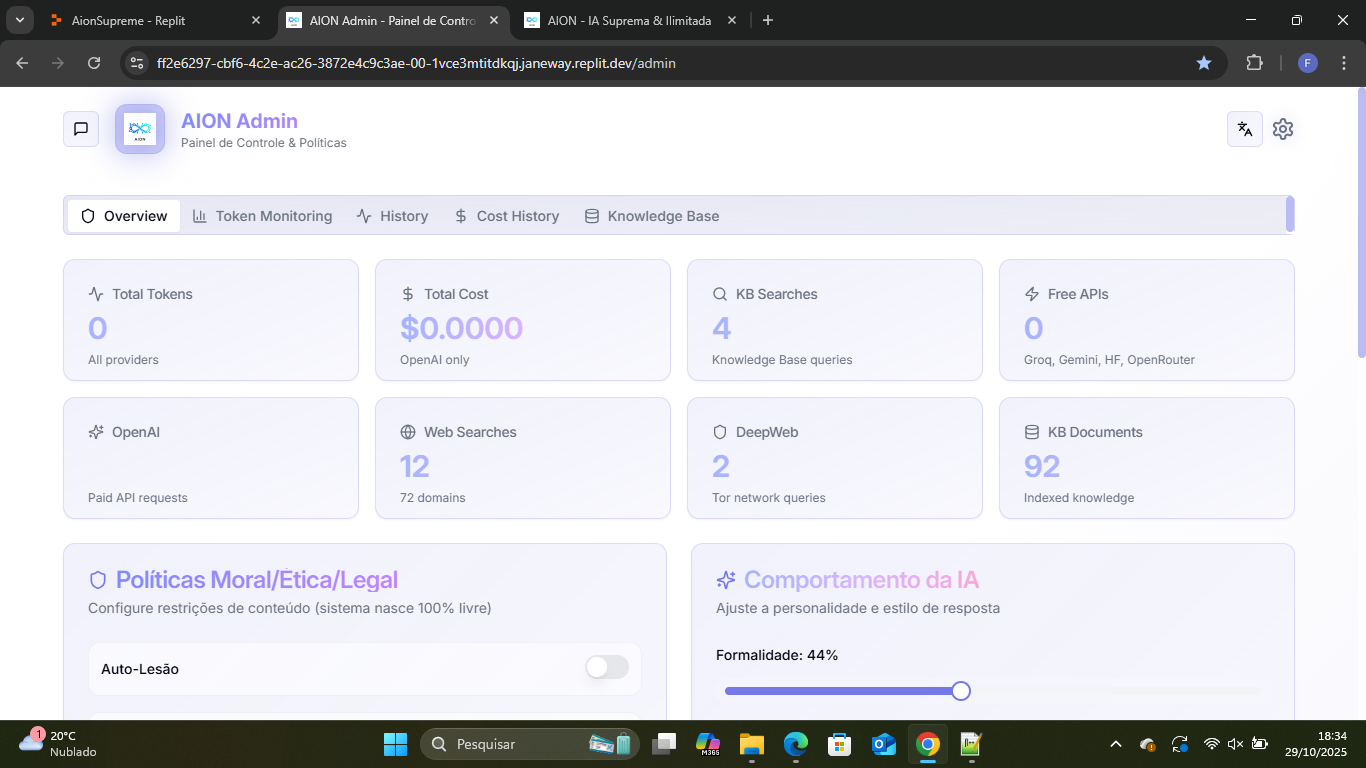 AionSupreme - Replit
AION Admin - Painel de Contro
AION - IA Suprema & Ilimitada
ff2e6297-cbf6-4c2e-ac26-3872e4c9c3ae-00-1vce3mtitdkqj.janeway.replit.dev/admin
F
AION
AION Admin
Painel de Controle & Políticas
Overview
Token Monitoring
History
Cost History
Knowledge Base
Total Tokens
0
All providers
Total Cost
$0.0000
OpenAI only
KB Searches
4
Knowledge Base queries
Free APIs
0
Groq, Gemini, HF, OpenRouter
OpenAI
Paid API requests
Web Searches
12
72 domains
DeepWeb
2
Tor network queries
KB Documents
92
Indexed knowledge
Políticas Moral/Ética/Legal
Configure restrições de conteúdo (sistema nasce 100% livre)
Auto-Lesão
Comportamento da IA
Ajuste a personalidade e estilo de resposta
Formalidade: 44%
1
20°C
Nublado
Pesquisar
M365
18:34
29/10/2025